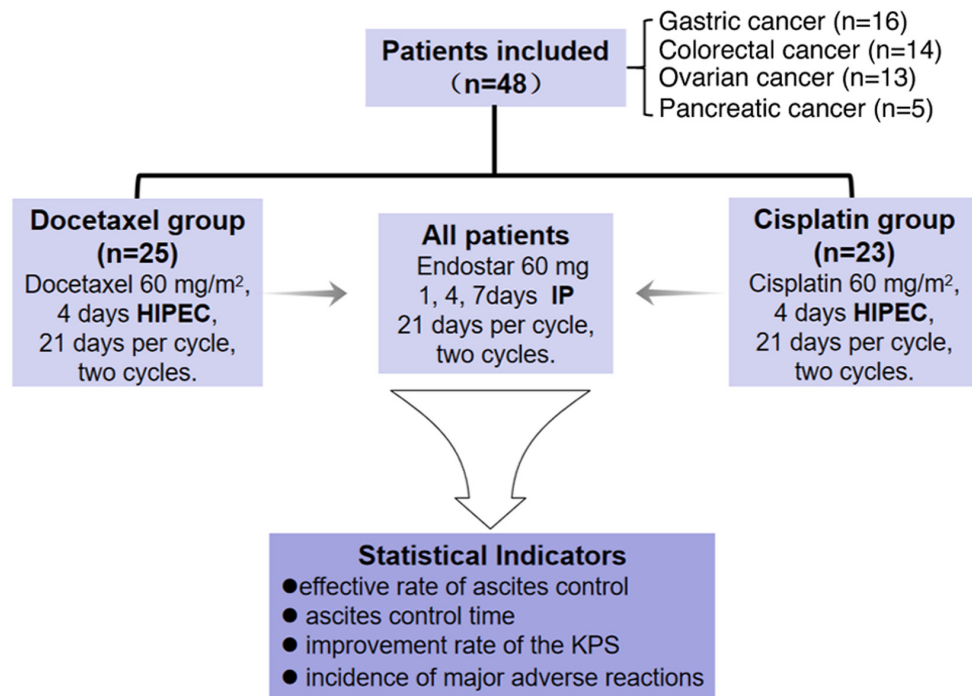 Patients included
（n=48）
Gastric cancer (n=16)
Colorectal cancer (n=14)
Ovarian cancer (n=13)
Pancreatic cancer (n=5)
Docetaxel group
(n=25)
Docetaxel 60 mg/m²,
4 days HIPEC,
21 days per cycle,
two cycles.
All patients
Endostar 60 mg
1, 4, 7days IP
21 days per cycle,
two cycles.
Cisplatin group
(n=23)
Cisplatin 60 mg/m²,
4 days HIPEC,
21 days per cycle,
two cycles.
Statistical Indicators
●effective rate of ascites control
● ascites control time
● improvement rate of the KPS
● incidence of major adverse reactions